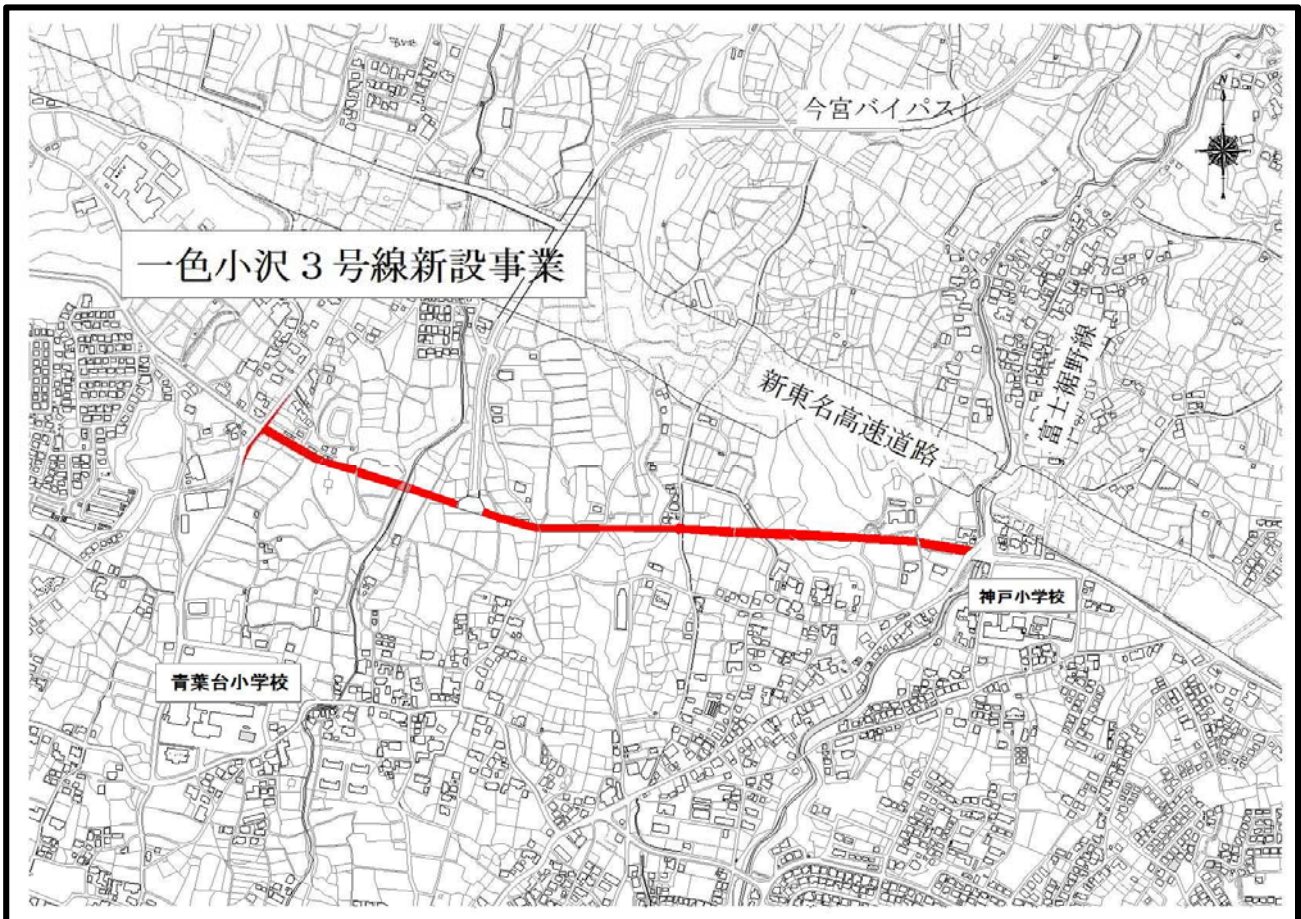 今宮バイパス
N
一色小沢３号線新設事業
富士裾野線
新東名高速道路
神戸小学校
青葉台小学校